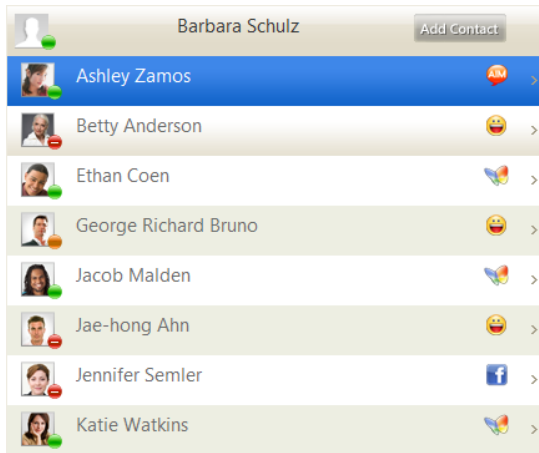 Barbara Schulz
Add Contact
Ashley Zamos
AIM
Betty Anderson
Ethan Coen
George Richard Bruno
Jacob Malden
Jae-hong Ahn
Jennifer Semler
f
Katie Watkins